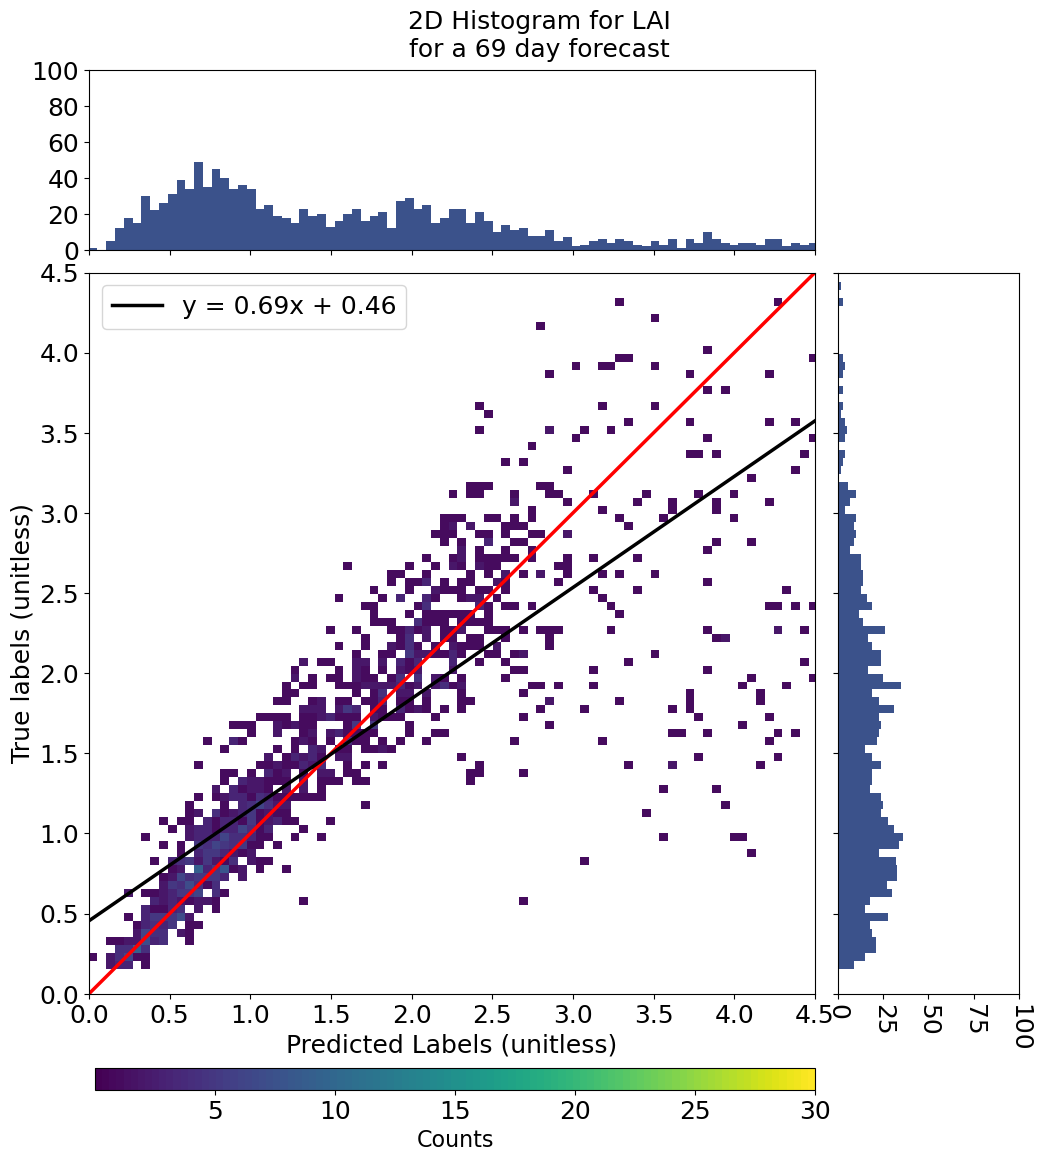 2D Histogram for LAI
for a 69 day forecast
100
80
60
40
20
0
4.5
4.0
3.5
3.0
2.5
2.0
1.5
1.0
0.5
0.0
True labels (unitless)
y = 0.69x + 0.46
0.0 0.5 1.0 1.5 2.0 2.5 3.0 3.5 4.0 4.5
Predicted Labels (unitless)
0 25 50 75 100
5 10 15 20 25 30
Counts